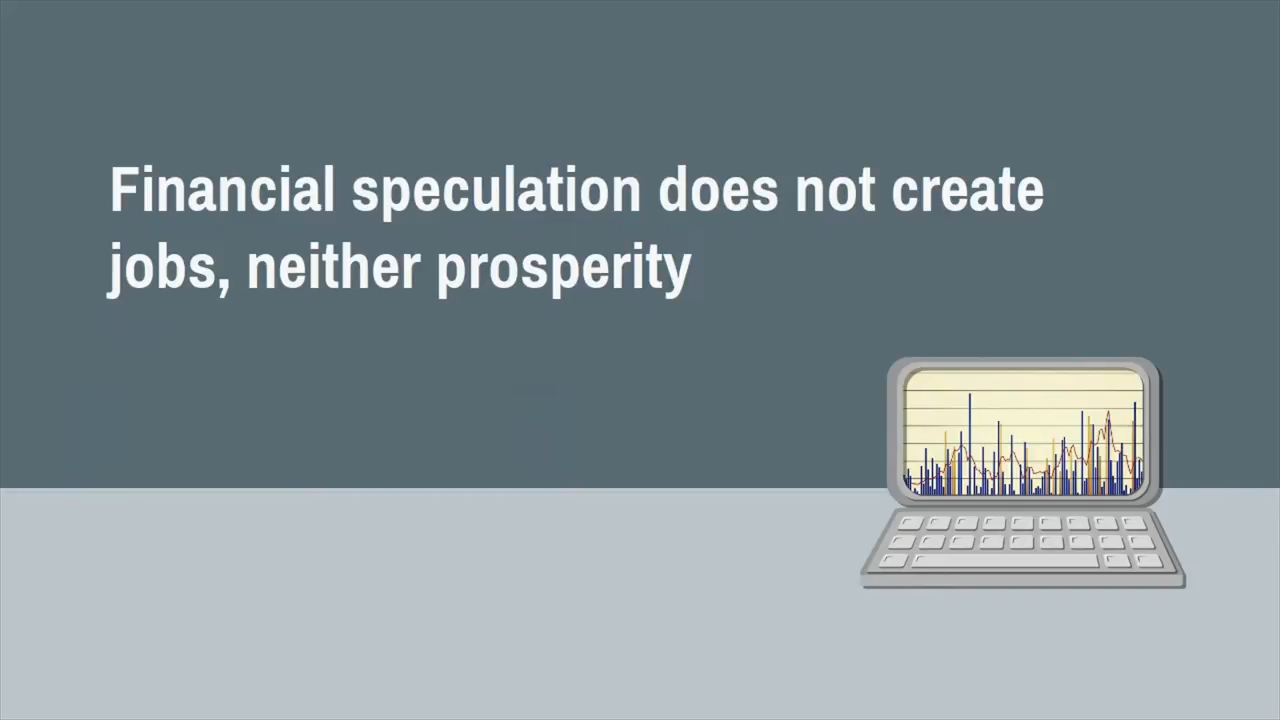 Financial speculation does not create
jobs, neither prosperity